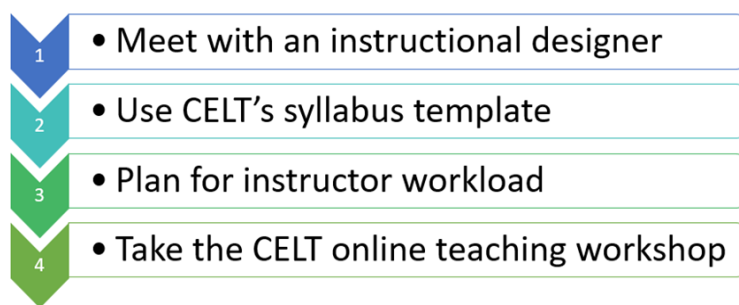 1 • Meet with an instructional designer
2 • Use CELT’s syllabus template
3 • Plan for instructor workload
4 • Take the CELT online teaching workshop